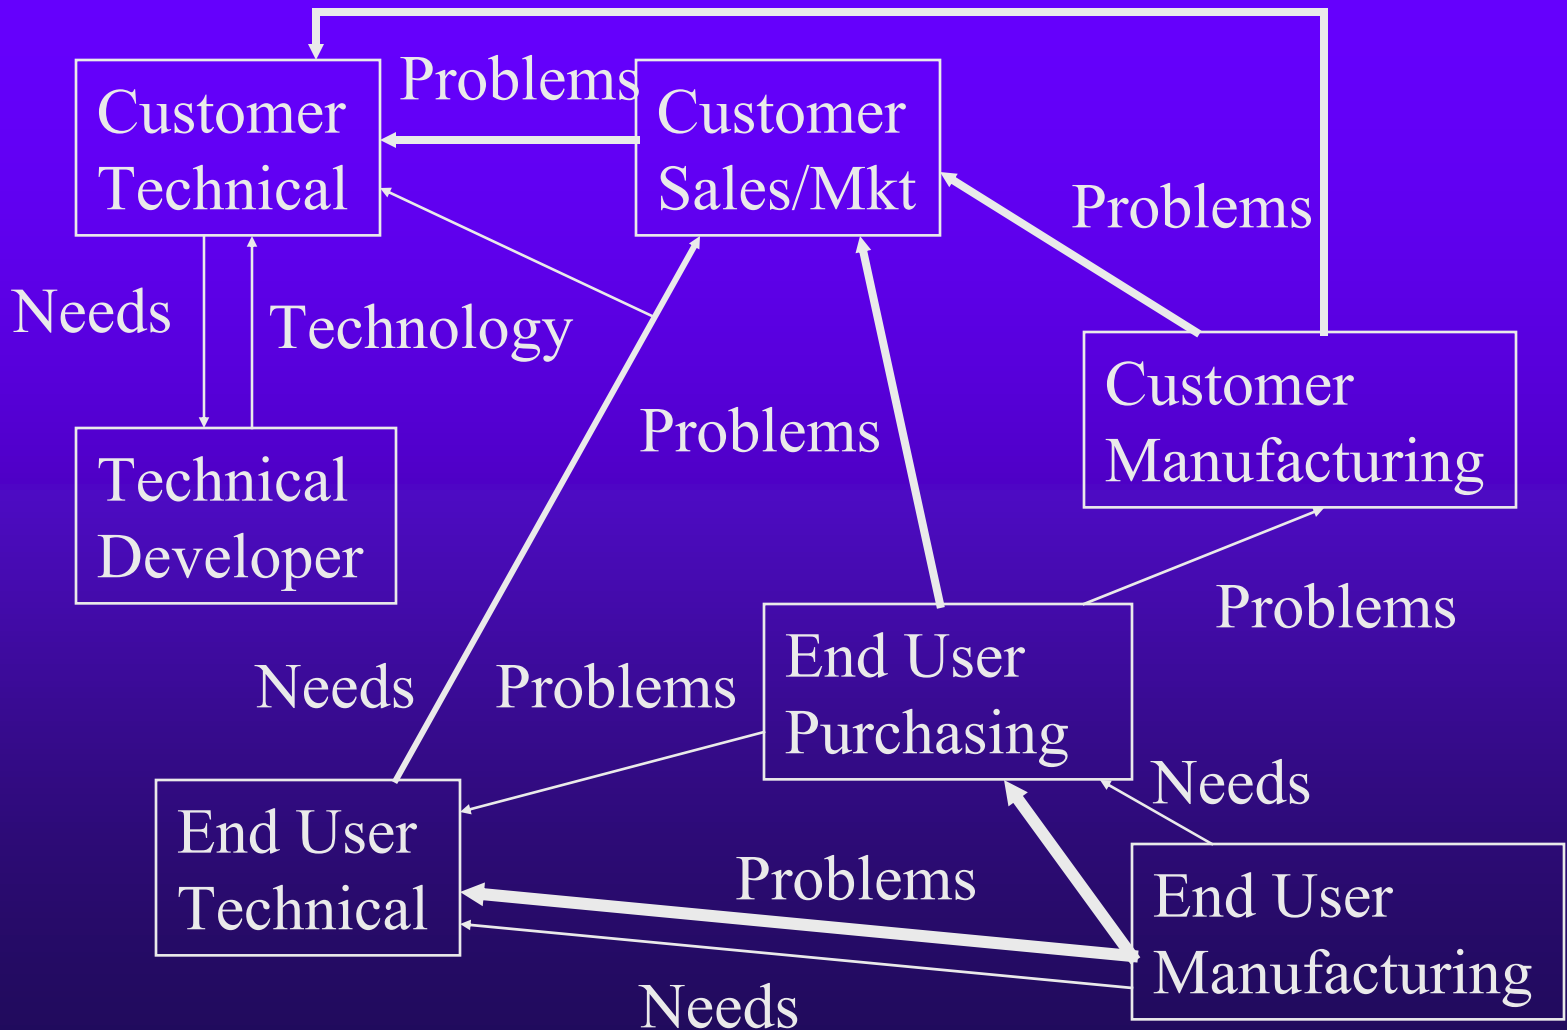 Problems
Customer
Technical
Customer
Sales/Mkt
Problems
Needs
Technology
Customer
Manufacturing
Problems
Technical
Developer
Problems
End User
Purchasing
Needs
Problems
Needs
End User
Technical
Problems
End User
Manufacturing
Needs